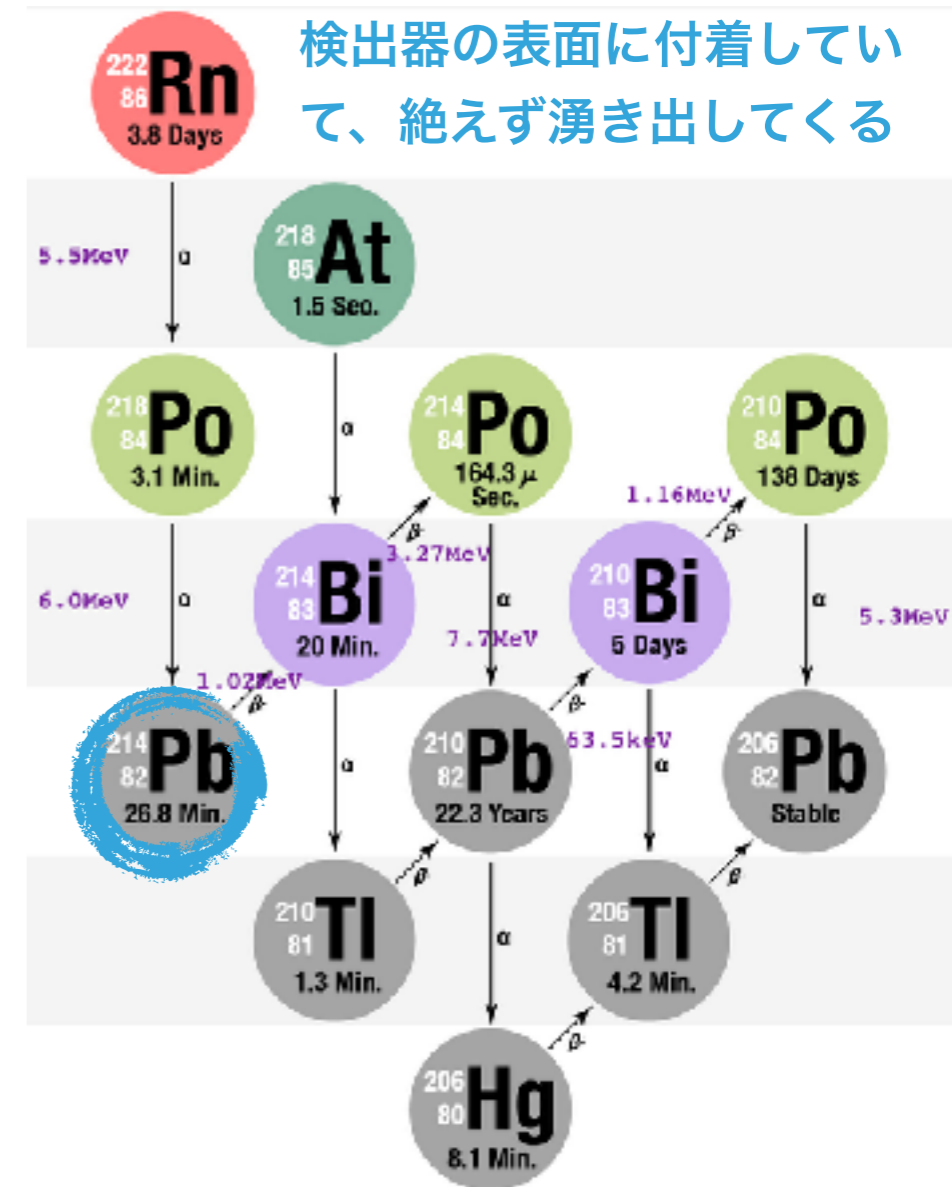 検出器の表面に付着してい
て、絶えず湧き出してくる
222
86 Rn
3.8 Days
5.5MeV
α
218
85 At
1.5 Sec.
218
84 Po
3.1 Min.
α
214
84 Po
164.3 μ
Sec.
210
84 Po
138 Days
1.16MeV
β-
β-
3.27MeV
6.0MeV
α
214
83 Bi
20 Min.
α
7.7MeV
210
83 Bi
5 Days
α
5.3MeV
1.02MeV
β-
β-
214
82 Pb
26.8 Min.
α
210
82 Pb
22.3 Years
63.5keV
α
206
82 Pb
Stable
β-
β-
210
81 Tl
1.3 Min.
α
206
81 Tl
4.2 Min.
β-
206
80 Hg
8.1 Min.